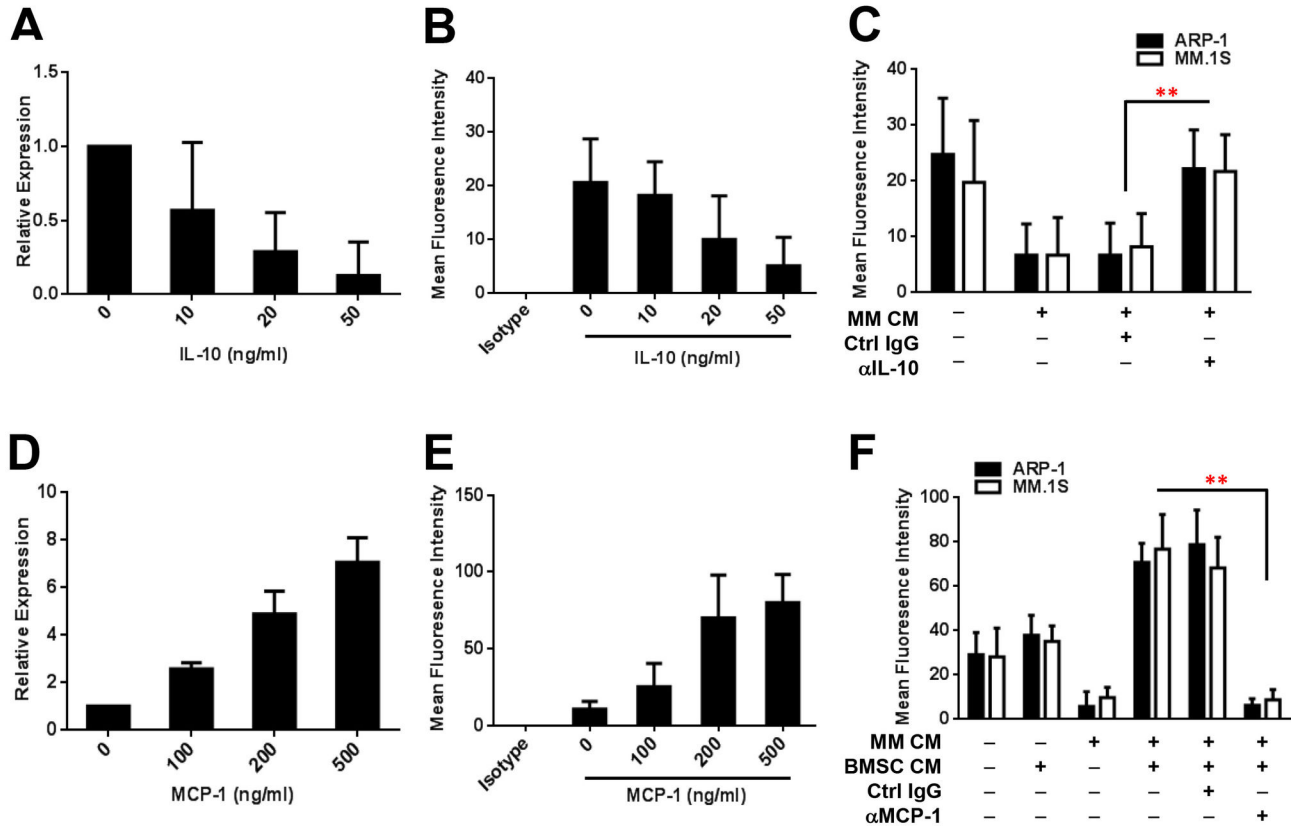 A
Relative Expression
1.5
1.0
0.5
0.0
0
10
20
50
IL-10 (ng/ml)
B
Mean Fluoresence Intensity
40
30
20
10
0
Isotype
0
10
20
50
IL-10 (ng/ml)
C
ARP-1
MM.1S
Mean Fluoresence Intensity
40
30
20
10
0
**
MM CM – + + +
Ctrl IgG – – + –
αIL-10 – – – +
D
Relative Expression
10
8
6
4
2
0
0
100
200
500
MCP-1 (ng/ml)
E
Mean Fluoresence Intensity
150
100
50
0
Isotype
0
100
200
500
MCP-1 (ng/ml)
F
ARP-1
MM.1S
Mean Fluoresence Intensity
100
80
60
40
20
0
**
MM CM – – + + + +
BMSC CM – + – + + +
Ctrl IgG – – – – + –
αMCP-1 – – – – – +